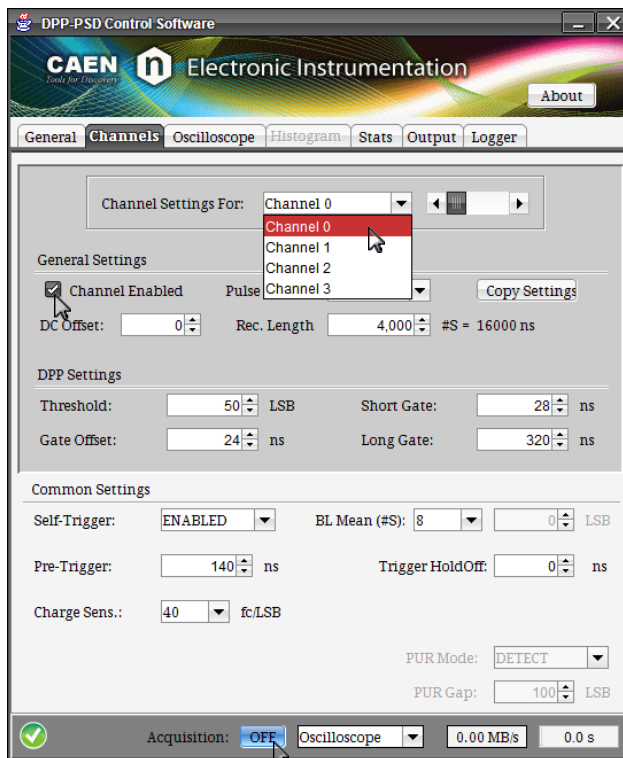 DPP-PSD Control Software
CAEN n Electronic Instrumentation
Tools for Discovery
About
General Channels Oscilloscope Histogram Stats Output Logger
Channel Settings For: Channel 0
Channel 0
Channel 1
Channel 2
Channel 3
General Settings
Channel Enabled Pulse Copy Settings
DC Offset: 0 Rec. Length 4,000 #S = 16000 ns
DPP Settings
Threshold: 50 LSB Short Gate: 28 ns
Gate Offset: 24 ns Long Gate: 320 ns
Common Settings
Self-Trigger: ENABLED BL Mean (#S): 8 0 LSB
Pre-Trigger: 140 ns Trigger HoldOff: 0 ns
Charge Sens.: 40 fc/LSB
PUR Mode: DETECT
PUR Gap: 100 LSB
Acquisition: OFF Oscilloscope 0.00 MB/s 0.0 s